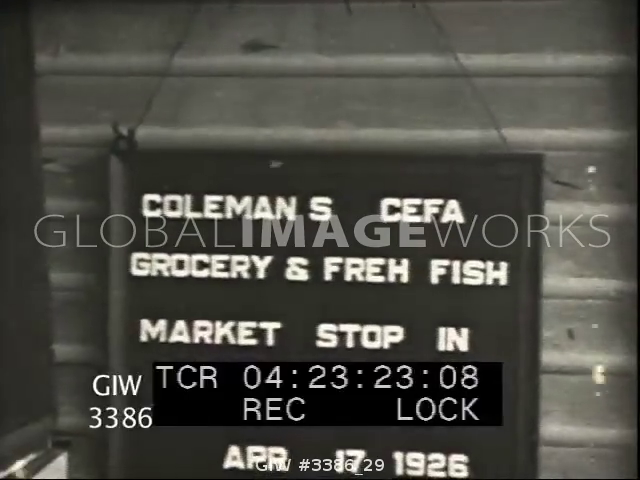 COLEMAN S CEFA
GLOBALIMAGEWORKS
GROCERY & FREH FISH
MARKET STOP IN
GIW
3386
TCR 04:23:23:08
REC LOCK
APR 17 1926
GIW #3386_29